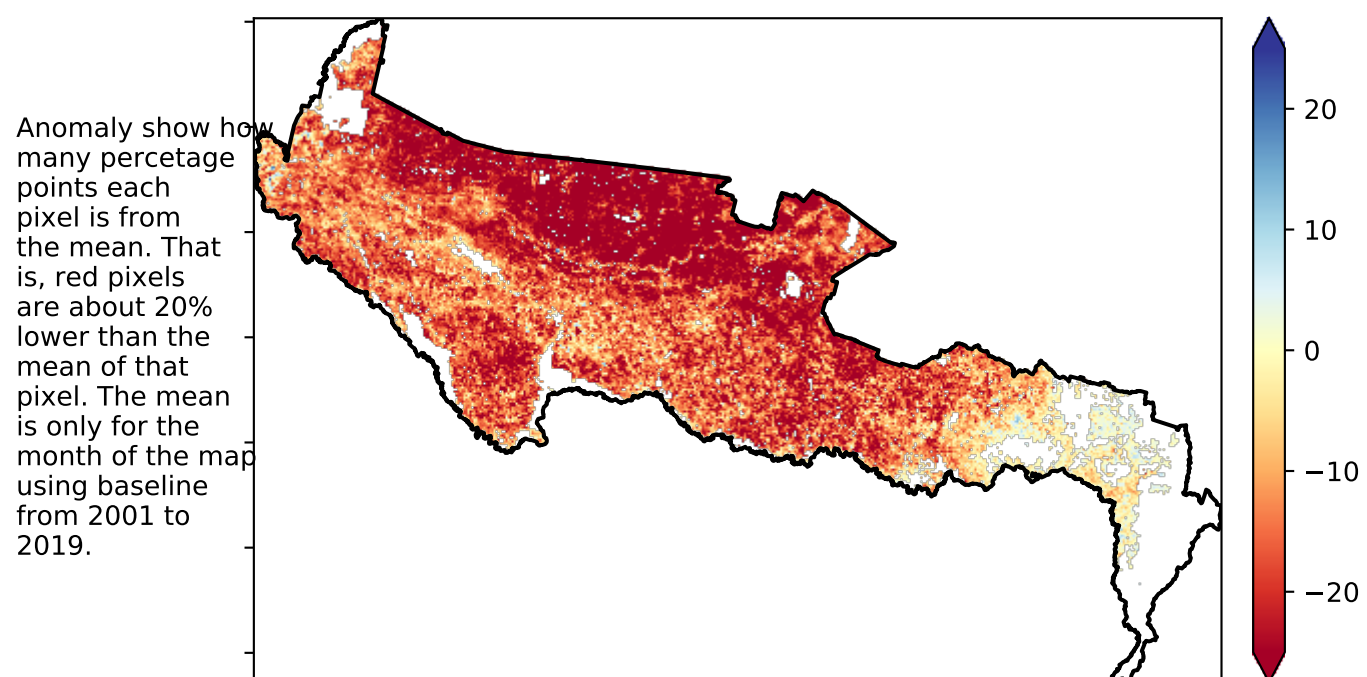 Anomaly show how
many percetage
points each
pixel is from
the mean. That
is, red pixels
are about 20%
lower than the
mean of that
pixel. The mean
is only for the
month of the map
using baseline
from 2001 to
2019.
20
10
0
−10
−20